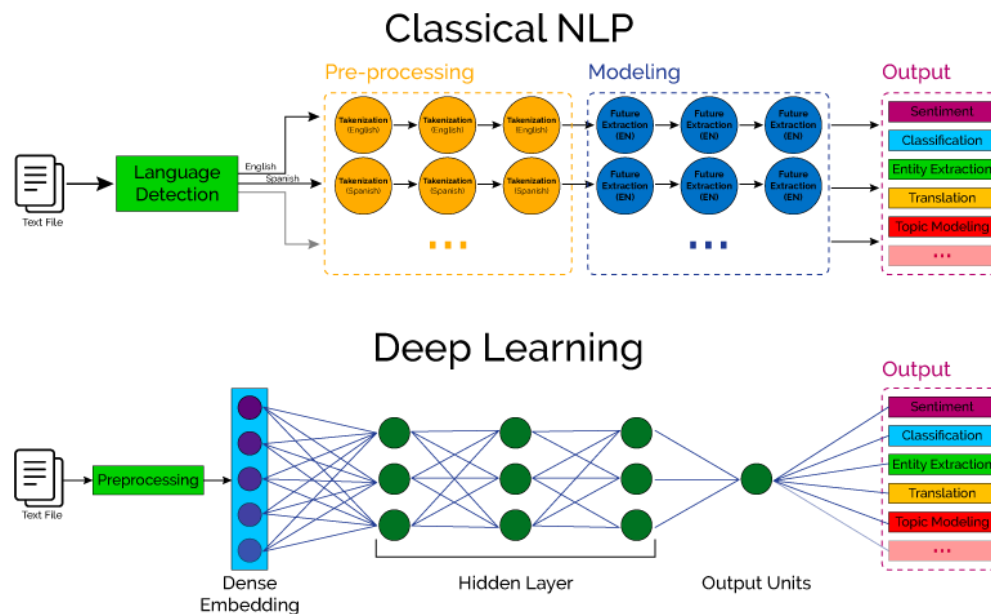 Classical NLP
Pre-processing
Modeling
Output
Text File
Language
Detection
English
Spanish
Takenization
(English)
Takenization
(English)
Takenization
(English)
Takenization
(Spanish)
Takenization
(Spanish)
Takenization
(Spanish)
...
Future
Extraction
(EN)
Future
Extraction
(EN)
Future
Extraction
(EN)
Future
Extraction
(EN)
Future
Extraction
(EN)
Future
Extraction
(EN)
...
Sentiment
Classification
Entity Extraction
Translation
Topic Modeling
...
Deep Learning
Output
Text File
Preprocessing
Dense
Embedding
Hidden Layer
Output Units
Sentiment
Classification
Entity Extraction
Translation
Topic Modeling
...